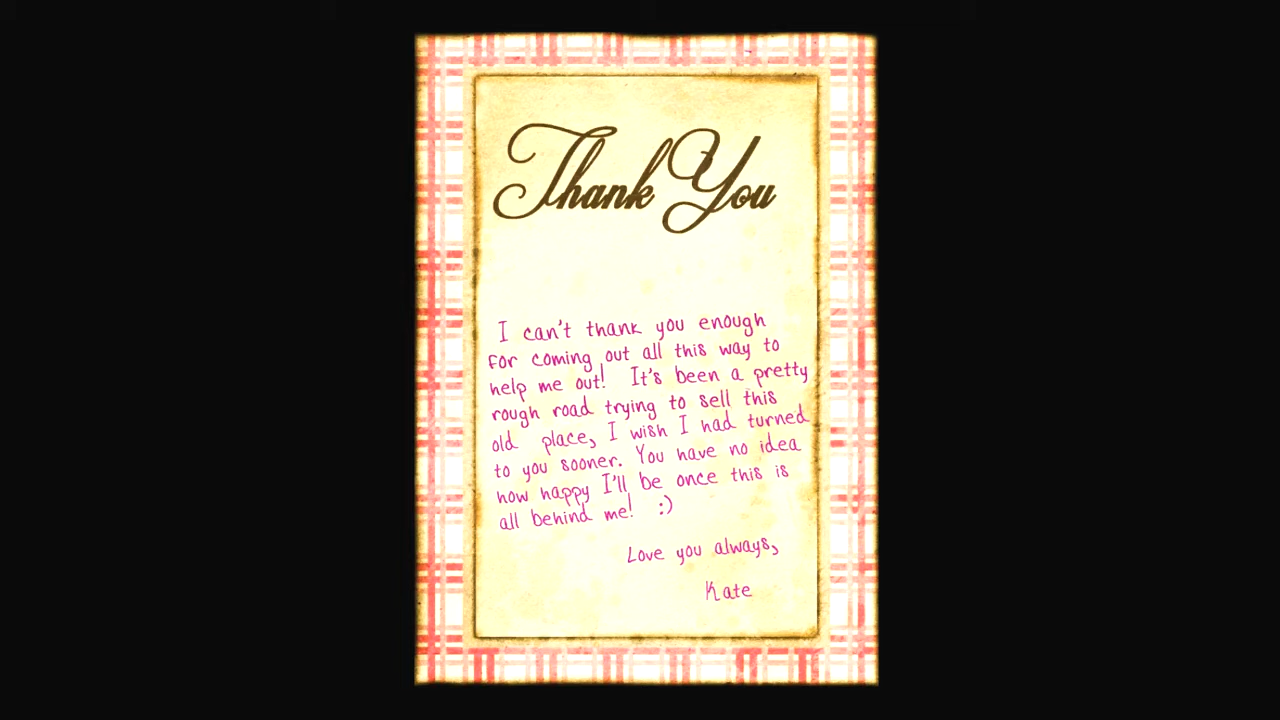 Thank You
I can't thank you enough
for coming out all this way to
help me out! It's been a pretty
rough road trying to sell this
old place, I wish I had turned
to you sooner. You have no idea
how happy I'll be once this is
all behind me! :)
Love you always,
Kate